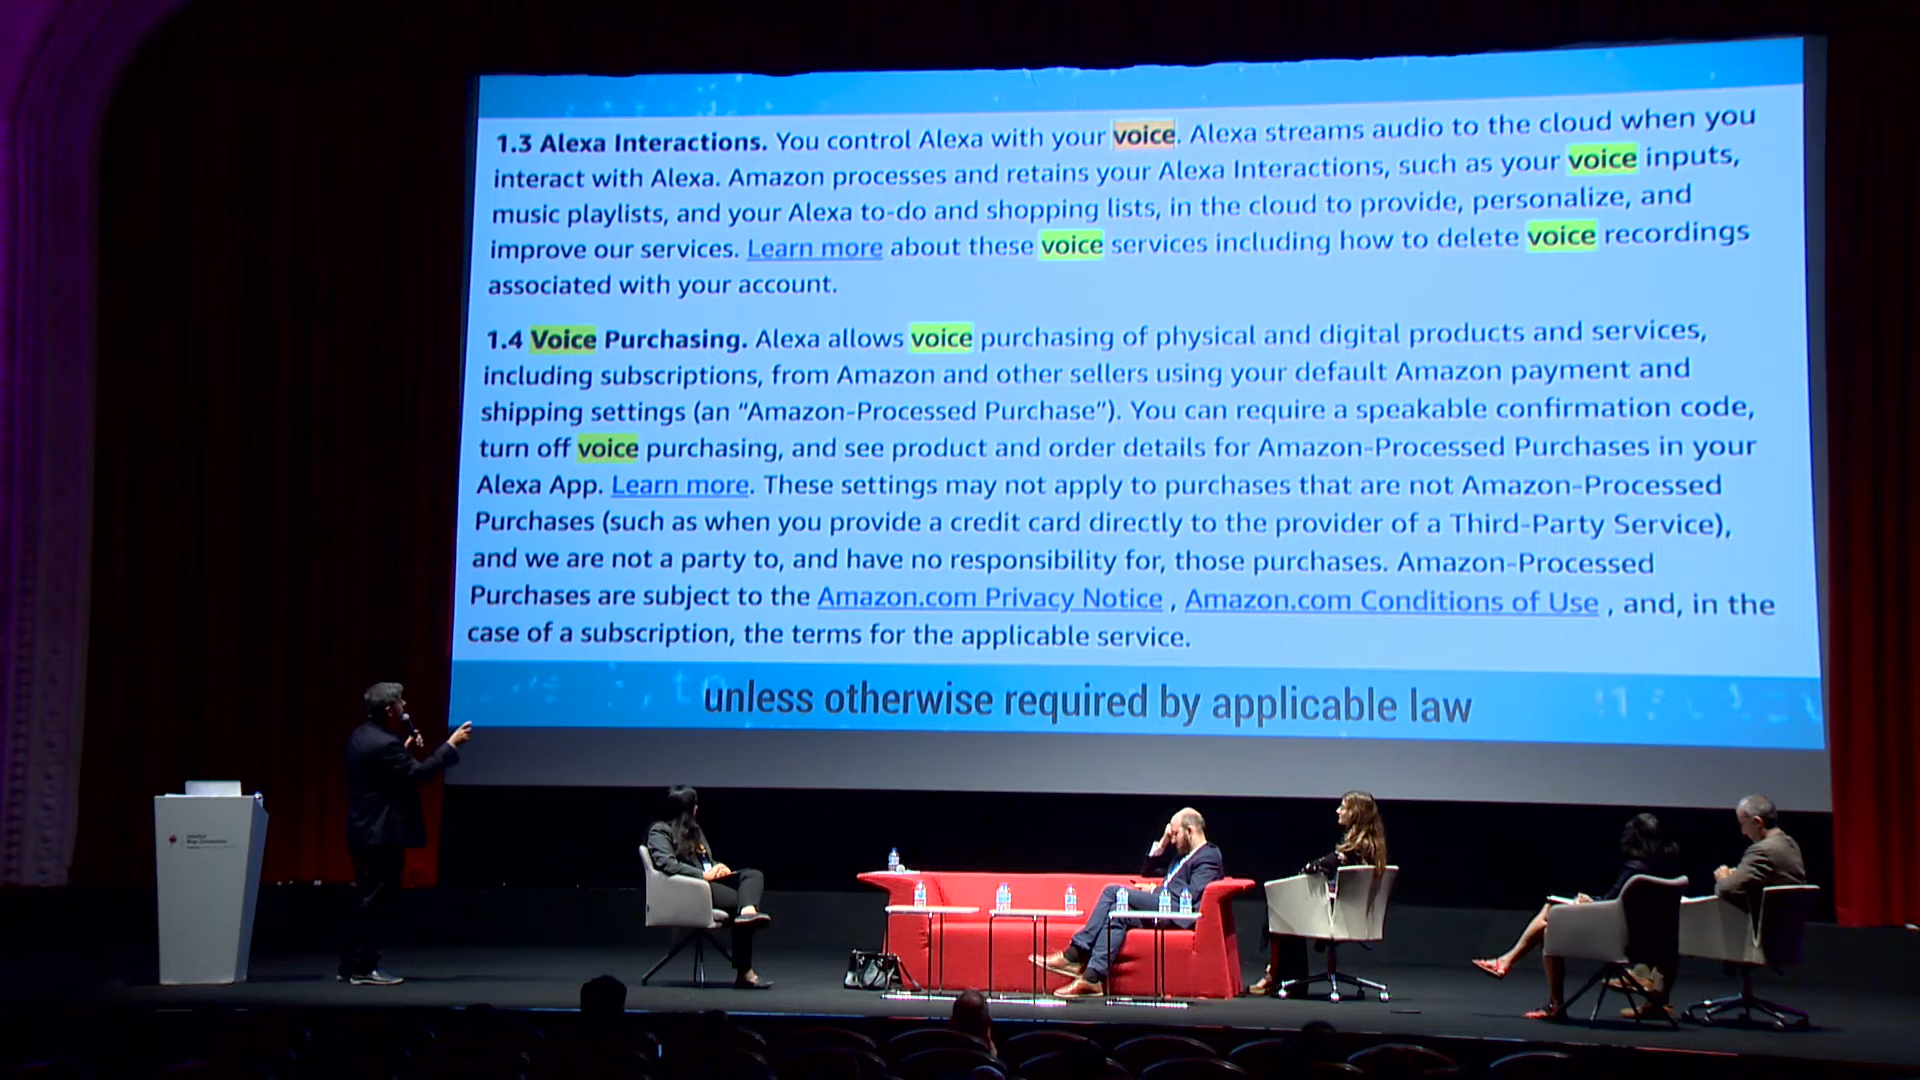 1.3 Alexa Interactions. You control Alexa with your voice. Alexa streams audio to the cloud when you
interact with Alexa. Amazon processes and retains your Alexa Interactions, such as your voice inputs,
music playlists, and your Alexa to-do and shopping lists, in the cloud to provide, personalize, and
improve our services. Learn more about these voice services including how to delete voice recordings
associated with your account.
1.4 Voice Purchasing. Alexa allows voice purchasing of physical and digital products and services,
including subscriptions, from Amazon and other sellers using your default Amazon payment and
shipping settings (an “Amazon-Processed Purchase”). You can require a speakable confirmation code,
turn off voice purchasing, and see product and order details for Amazon-Processed Purchases in your
Alexa App. Learn more. These settings may not apply to purchases that are not Amazon-Processed
Purchases (such as when you provide a credit card directly to the provider of a Third-Party Service),
and we are not a party to, and have no responsibility for, those purchases. Amazon-Processed
Purchases are subject to the Amazon.com Privacy Notice , Amazon.com Conditions of Use , and, in the
case of a subscription, the terms for the applicable service.
unless otherwise required by applicable law